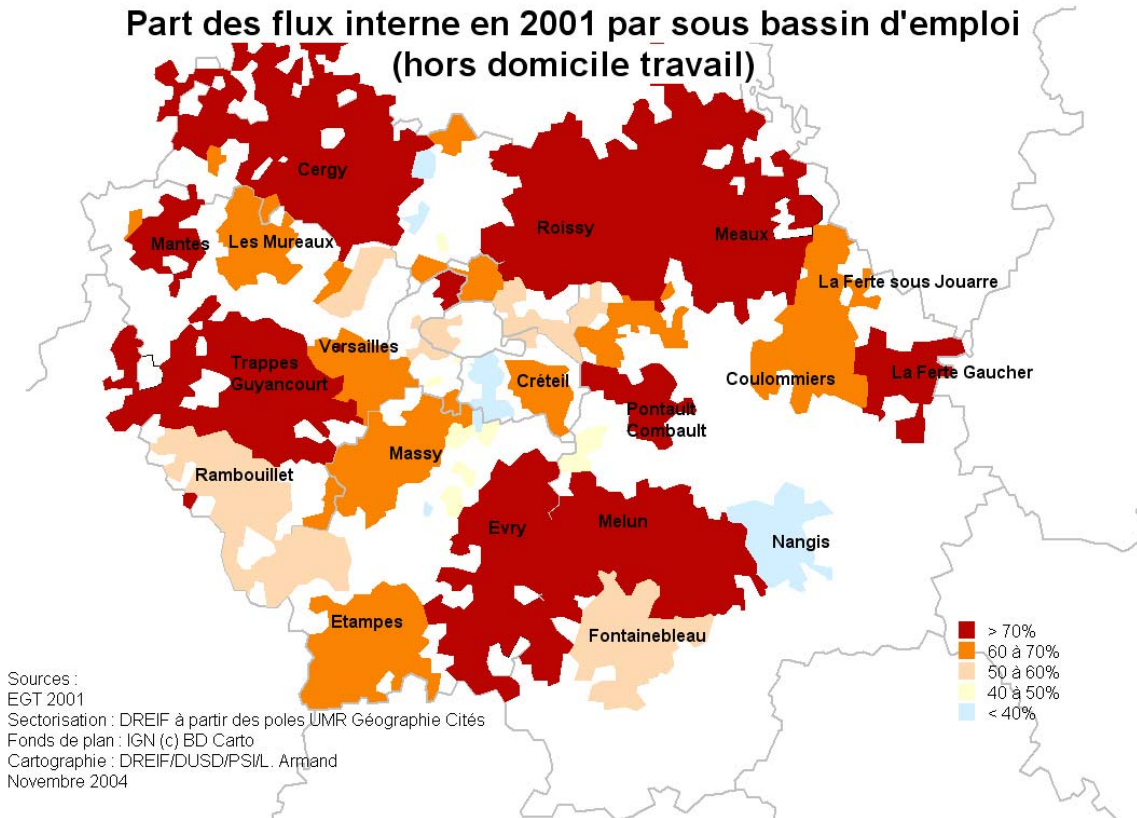 Part des flux interne en 2001 par sous bassin d'emploi
(hors domicile travail)
Cergy
Roissy
Meaux
Mantes
Les Mureaux
La Ferte sous Jouarre
Versailles
Trappes
Guyancourt
Créteil
Coulommiers
La Ferte Gaucher
Pontault
Combault
Massy
Rambouillet
Evry
Melun
Nangis
Etampes
Fontainebleau
> 70%
60 à 70%
50 à 60%
40 à 50%
< 40%
Sources :
EGT 2001
Sectorisation : DREIF à partir des poles UMR Géographie Cités
Fonds de plan : IGN (c) BD Carto
Cartographie : DREIF/DUSD/PSI/L. Armand
Novembre 2004